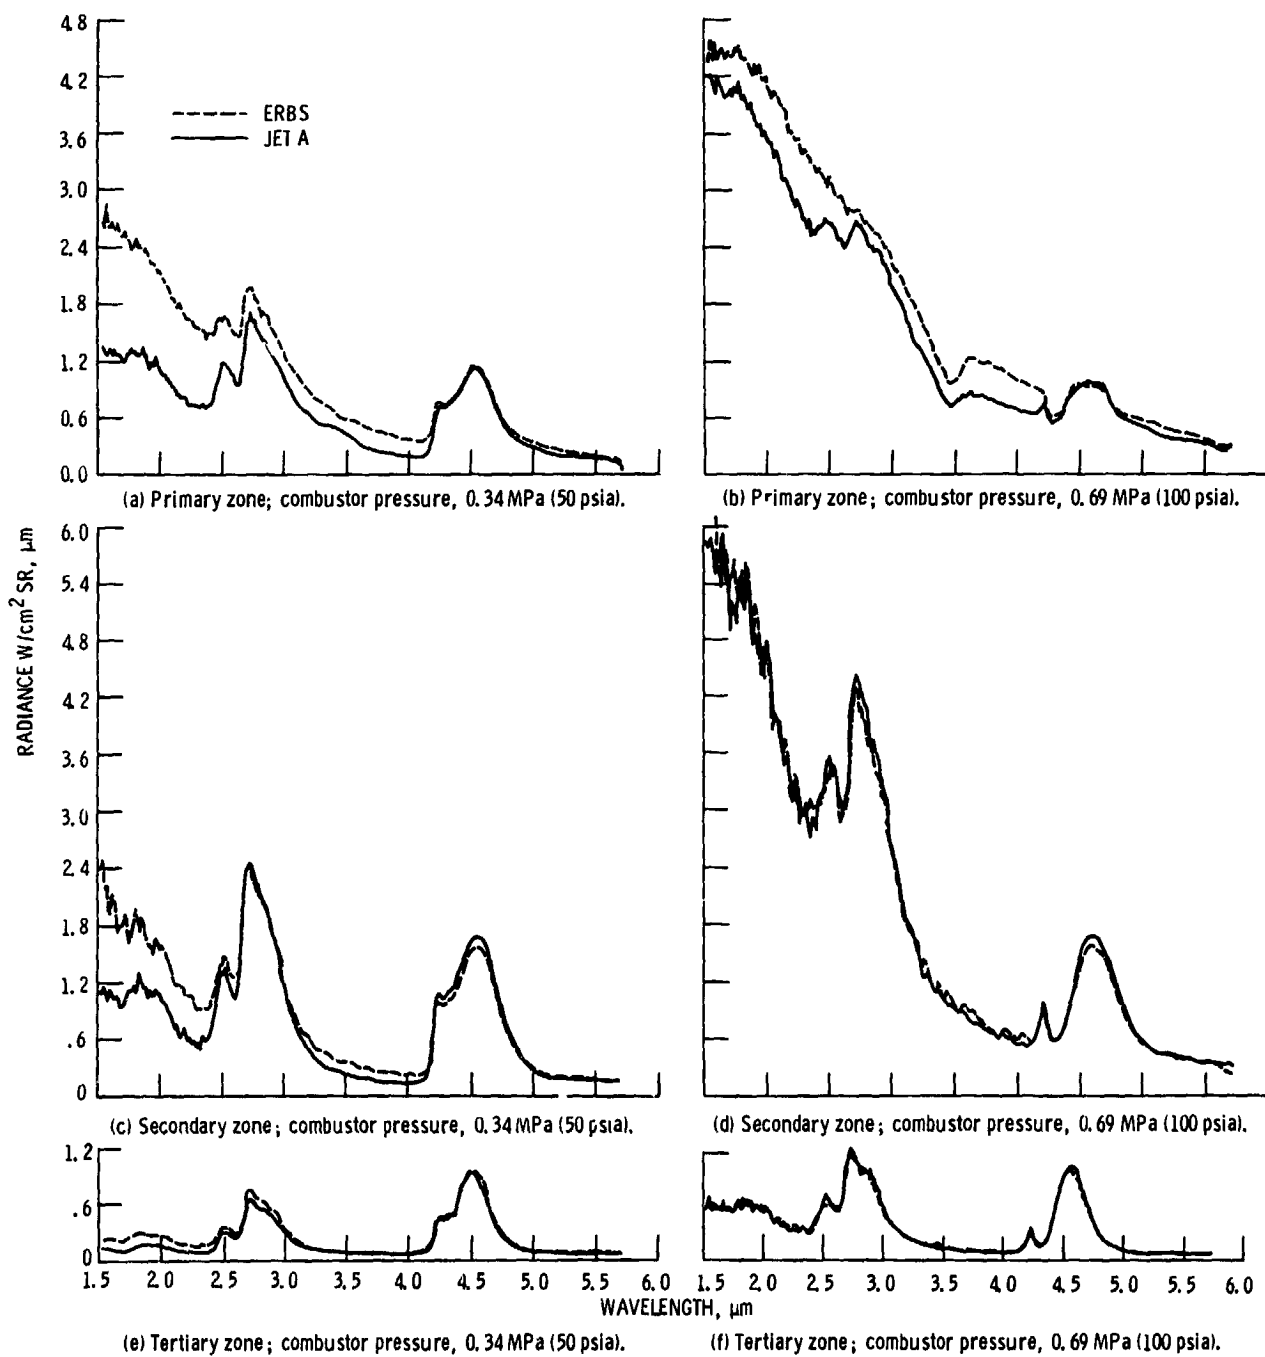 4.8
4.2
3.6
3.0
2.4
1.8
1.2
0.6
0.0
ERBS
JET A
(a) Primary zone; combustor pressure, 0.34 MPa (50 psia).
(b) Primary zone; combustor pressure, 0.69 MPa (100 psia).
RADIANCE W/cm² SR, μm
6.0
5.4
4.8
4.2
3.6
3.0
2.4
1.8
1.2
.6
0
(c) Secondary zone; combustor pressure, 0.34 MPa (50 psia).
(d) Secondary zone; combustor pressure, 0.69 MPa (100 psia).
1.2
.6
0
1.5 2.0 2.5 3.0 3.5 4.0 4.5 5.0 5.5 6.0
1.5 2.0 2.5 3.0 3.5 4.0 4.5 5.0 5.5 6.0
WAVELENGTH, μm
(e) Tertiary zone; combustor pressure, 0.34 MPa (50 psia).
(f) Tertiary zone; combustor pressure, 0.69 MPa (100 psia).